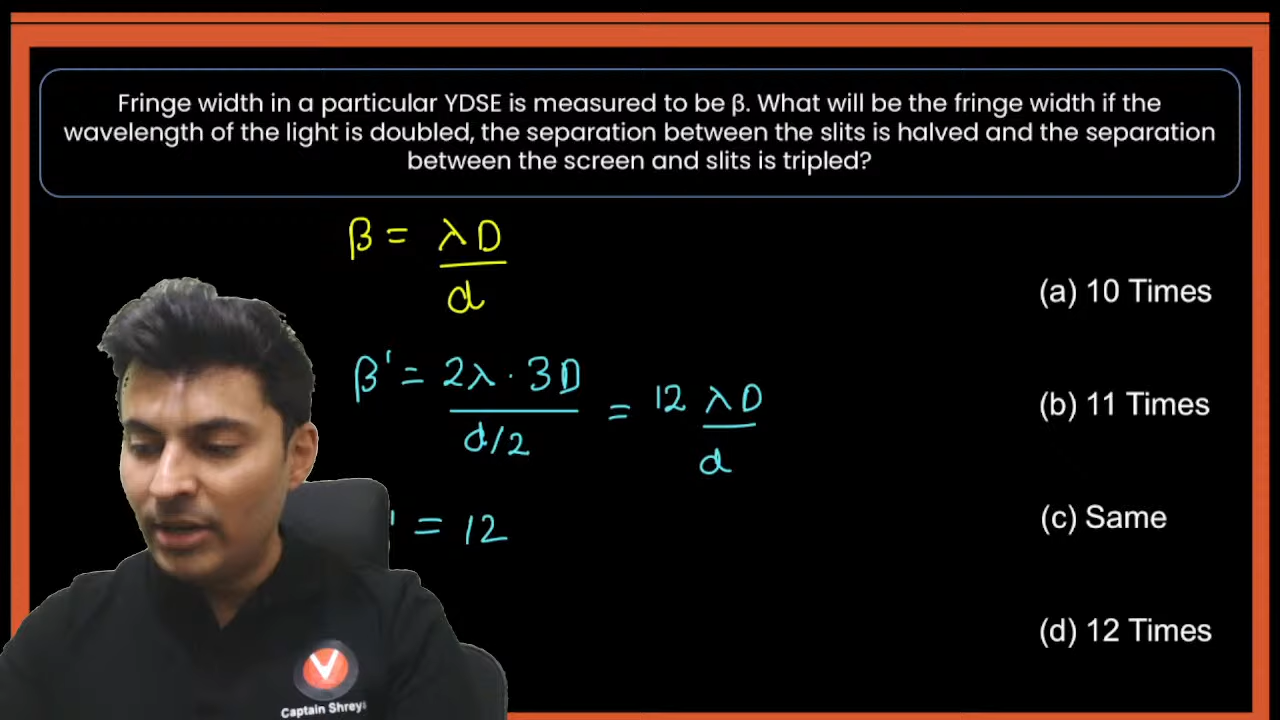 Fringe width in a particular YDSE is measured to be β. What will be the fringe width if the
wavelength of the light is doubled, the separation between the slits is halved and the separation
between the screen and slits is tripled?
β = λD/d
(a) 10 Times
β' = 2λ · 3D / d/2 = 12 λD/d
(b) 11 Times
' = 12
(c) Same
(d) 12 Times
V
Captain Shreyas